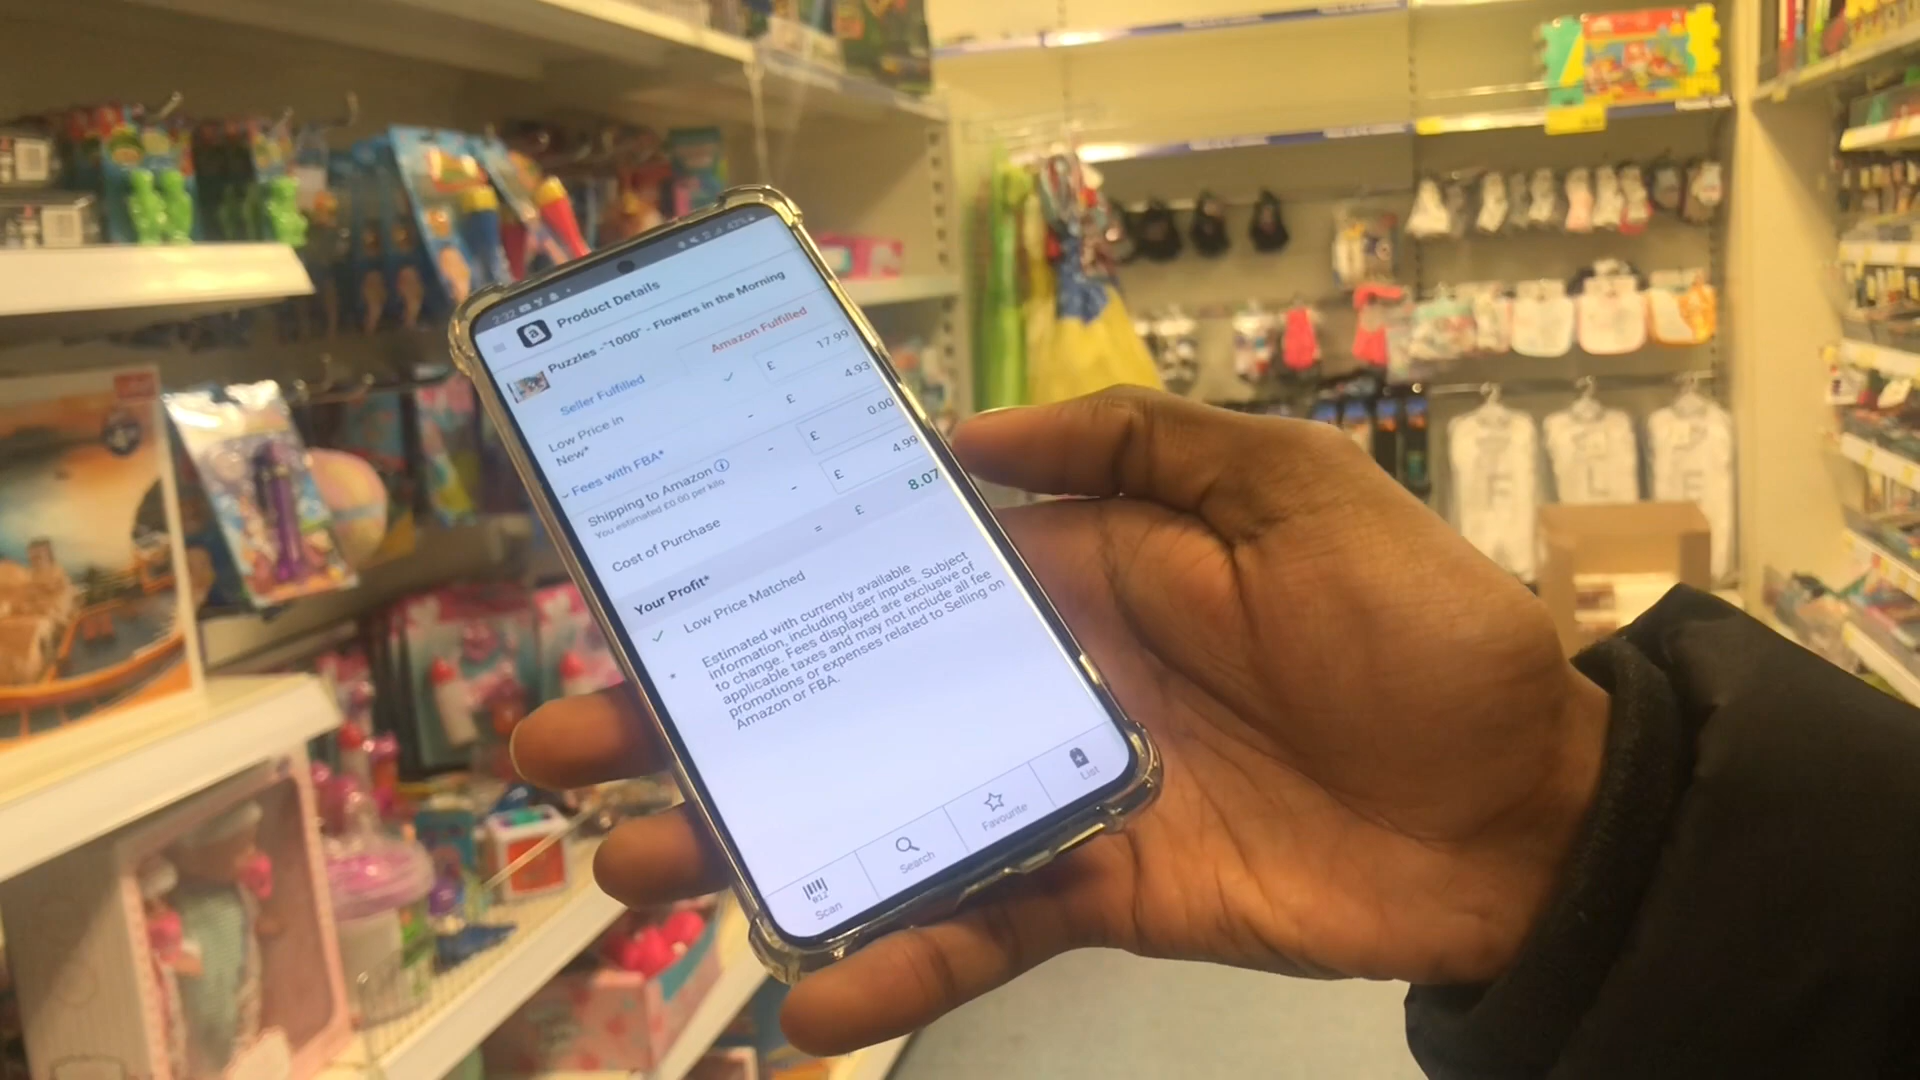 2:32
43%
Product Details
Puzzles -"1000" - Flowers in the Morning
Seller Fulfilled
Amazon Fulfilled
Low Price in New*
£ 17.99
Fees with FBA*
- £ 4.93
Shipping to Amazon
You estimated £0.00 per kilo
- £ 0.00
Cost of Purchase
- £ 4.99
Your Profit*
= £ 8.07
Low Price Matched
* Estimated with currently available
information, including user inputs. Subject
to change. Fees displayed are exclusive of
applicable taxes and may not include all fee
promotions or expenses related to Selling on
Amazon or FBA.
Scan
Search
Favourite
List
F
L
F